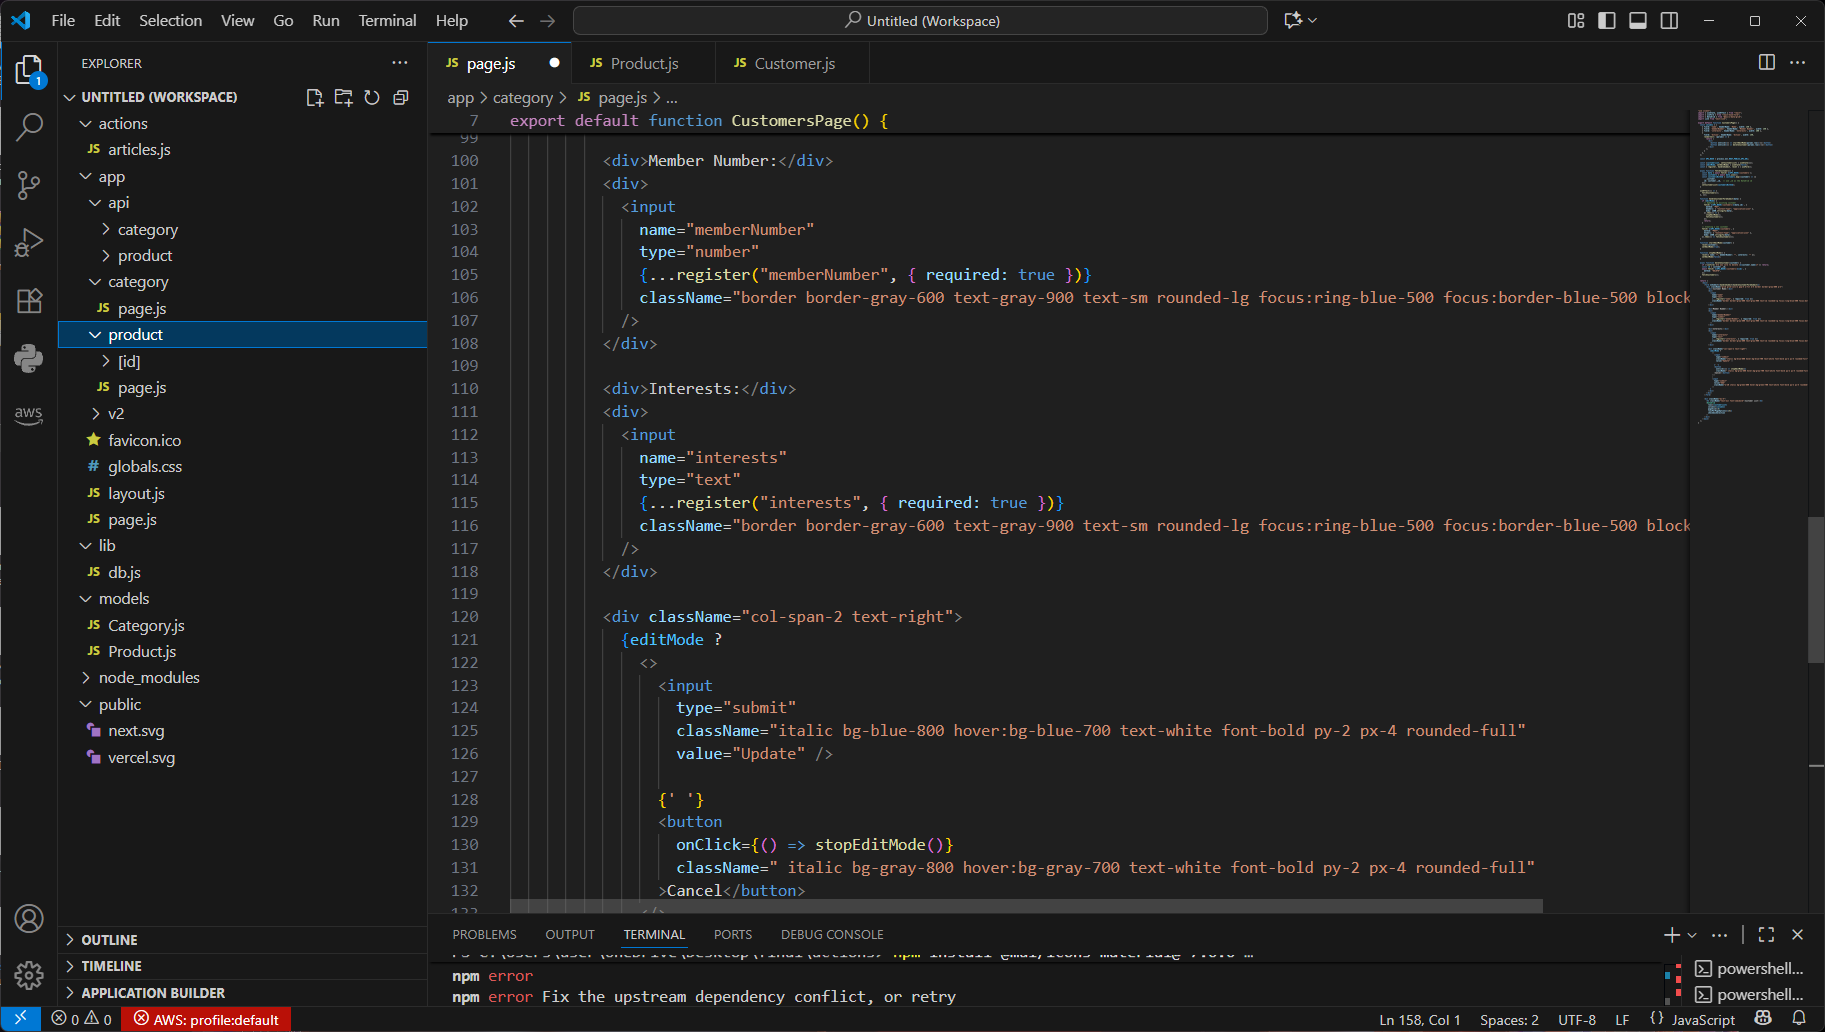 File Edit Selection View Go Run Terminal Help
Untitled (Workspace)
EXPLORER
1
UNTITLED (WORKSPACE)
actions
JS articles.js
app
api
category
product
category
JS page.js
product
[id]
JS page.js
v2
favicon.ico
# globals.css
JS layout.js
JS page.js
lib
JS db.js
models
JS Category.js
JS Product.js
node_modules
public
next.svg
vercel.svg
aws
OUTLINE
TIMELINE
APPLICATION BUILDER
JS page.js
JS Product.js
JS Customer.js
app > category > JS page.js > ...
7 export default function CustomersPage() {
99
100 <div>Member Number:</div>
101 <div>
102 <input
103 name="memberNumber"
104 type="number"
105 {...register("memberNumber", { required: true })}
106 className="border border-gray-600 text-gray-900 text-sm rounded-lg focus:ring-blue-500 focus:border-blue-500 block
107 />
108 </div>
109
110 <div>Interests:</div>
111 <div>
112 <input
113 name="interests"
114 type="text"
115 {...register("interests", { required: true })}
116 className="border border-gray-600 text-gray-900 text-sm rounded-lg focus:ring-blue-500 focus:border-blue-500 block
117 />
118 </div>
119
120 <div className="col-span-2 text-right">
121 {editMode ?
122 <>
123 <input
124 type="submit"
125 className="italic bg-blue-800 hover:bg-blue-700 text-white font-bold py-2 px-4 rounded-full"
126 value="Update" />
127
128 {' '}
129 <button
130 onClick={() => stopEditMode()}
131 className=" italic bg-gray-800 hover:bg-gray-700 text-white font-bold py-2 px-4 rounded-full"
132 >Cancel</button>
133 </>
PROBLEMS OUTPUT TERMINAL PORTS DEBUG CONSOLE
npm error
npm error Fix the upstream dependency conflict, or retry
powershell...
powershell...
0 0 AWS: profile:default
Ln 158, Col 1 Spaces: 2 UTF-8 LF {} JavaScript